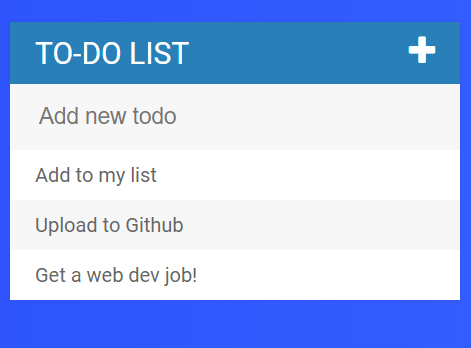 TO-DO LIST
Add new todo
Add to my list
Upload to Github
Get a web dev job!